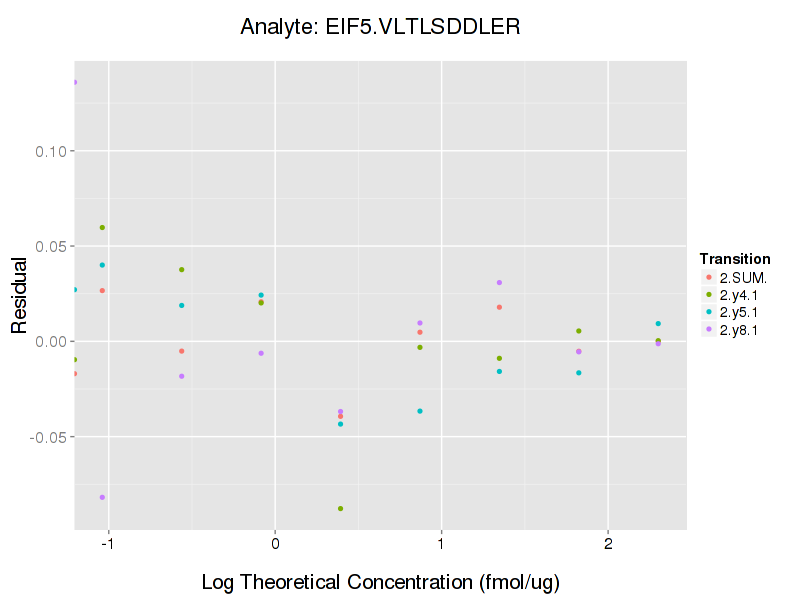 Analyte: EIF5.VLTLSDDLER
0.10
0.05
0.00
-0.05
Residual
-1
0
1
2
Log Theoretical Concentration (fmol/ug)
Transition
2.SUM.
2.y4.1
2.y5.1
2.y8.1